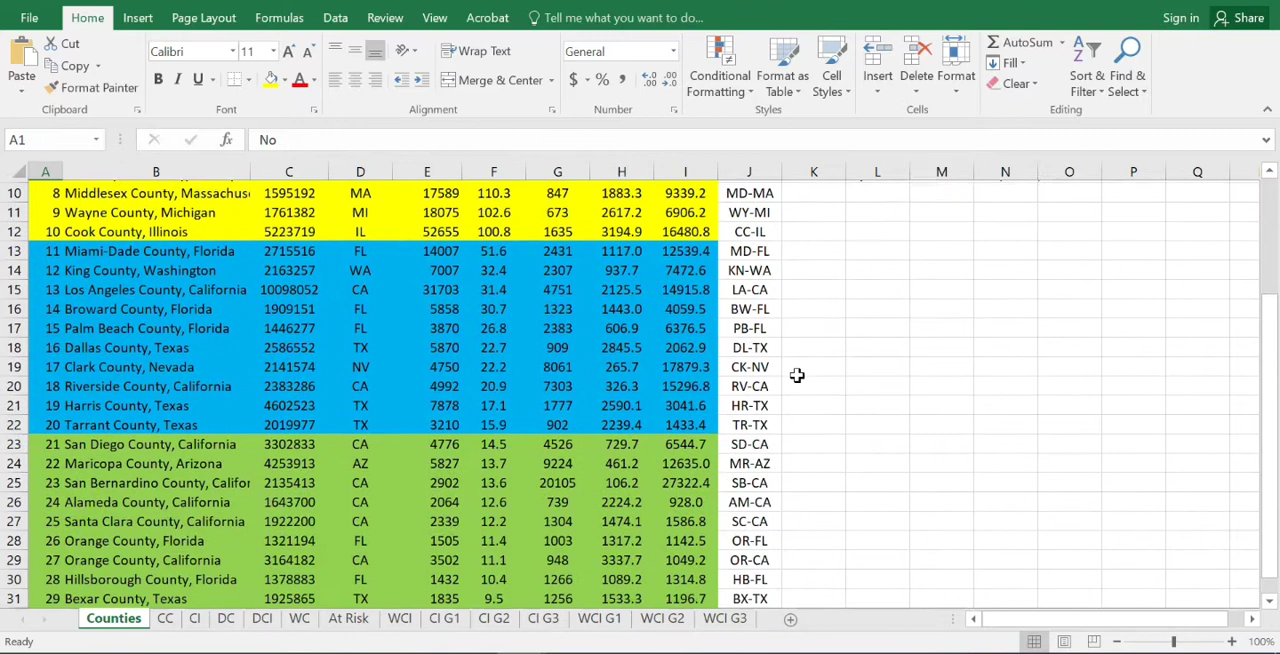 File Home Insert Page Layout Formulas Data Review View Acrobat Tell me what you want to do... Sign in Share
Cut
Copy
Format Painter
Paste
Calibri 11
B I U
Wrap Text
Merge & Center
General
$ % ,
Conditional Formatting
Format as Table
Cell Styles
Insert Delete Format
AutoSum
Fill
Clear
Sort & Filter
Find & Select
Clipboard Font Alignment Number Styles Cells Editing
A1 fx No
A B C D E F G H I J K L M N O P Q
10 8 Middlesex County, Massachus 1595192 MA 17589 110.3 847 1883.3 9339.2 MD-MA
11 9 Wayne County, Michigan 1761382 MI 18075 102.6 673 2617.2 6906.2 WY-MI
12 10 Cook County, Illinois 5223719 IL 52655 100.8 1635 3194.9 16480.8 CC-IL
13 11 Miami-Dade County, Florida 2715516 FL 14007 51.6 2431 1117.0 12539.4 MD-FL
14 12 King County, Washington 2163257 WA 7007 32.4 2307 937.7 7472.6 KN-WA
15 13 Los Angeles County, California 10098052 CA 31703 31.4 4751 2125.5 14915.8 LA-CA
16 14 Broward County, Florida 1909151 FL 5858 30.7 1323 1443.0 4059.5 BW-FL
17 15 Palm Beach County, Florida 1446277 FL 3870 26.8 2383 606.9 6376.5 PB-FL
18 16 Dallas County, Texas 2586552 TX 5870 22.7 909 2845.5 2062.9 DL-TX
19 17 Clark County, Nevada 2141574 NV 4750 22.2 8061 265.7 17879.3 CK-NV
20 18 Riverside County, California 2383286 CA 4992 20.9 7303 326.3 15296.8 RV-CA
21 19 Harris County, Texas 4602523 TX 7878 17.1 1777 2590.1 3041.6 HR-TX
22 20 Tarrant County, Texas 2019977 TX 3210 15.9 902 2239.4 1433.4 TR-TX
23 21 San Diego County, California 3302833 CA 4776 14.5 4526 729.7 6544.7 SD-CA
24 22 Maricopa County, Arizona 4253913 AZ 5827 13.7 9224 461.2 12635.0 MR-AZ
25 23 San Bernardino County, Califor 2135413 CA 2902 13.6 20105 106.2 27322.4 SB-CA
26 24 Alameda County, California 1643700 CA 2064 12.6 739 2224.2 928.0 AM-CA
27 25 Santa Clara County, California 1922200 CA 2339 12.2 1304 1474.1 1586.8 SC-CA
28 26 Orange County, Florida 1321194 FL 1505 11.4 1003 1317.2 1142.5 OR-FL
29 27 Orange County, California 3164182 CA 3502 11.1 948 3337.7 1049.2 OR-CA
30 28 Hillsborough County, Florida 1378883 FL 1432 10.4 1266 1089.2 1314.8 HB-FL
31 29 Bexar County, Texas 1925865 TX 1835 9.5 1256 1533.3 1196.7 BX-TX
Counties CC CI DC DCI WC At Risk WCI CI G1 CI G2 CI G3 WCI G1 WCI G2 WCI G3
Ready 100%